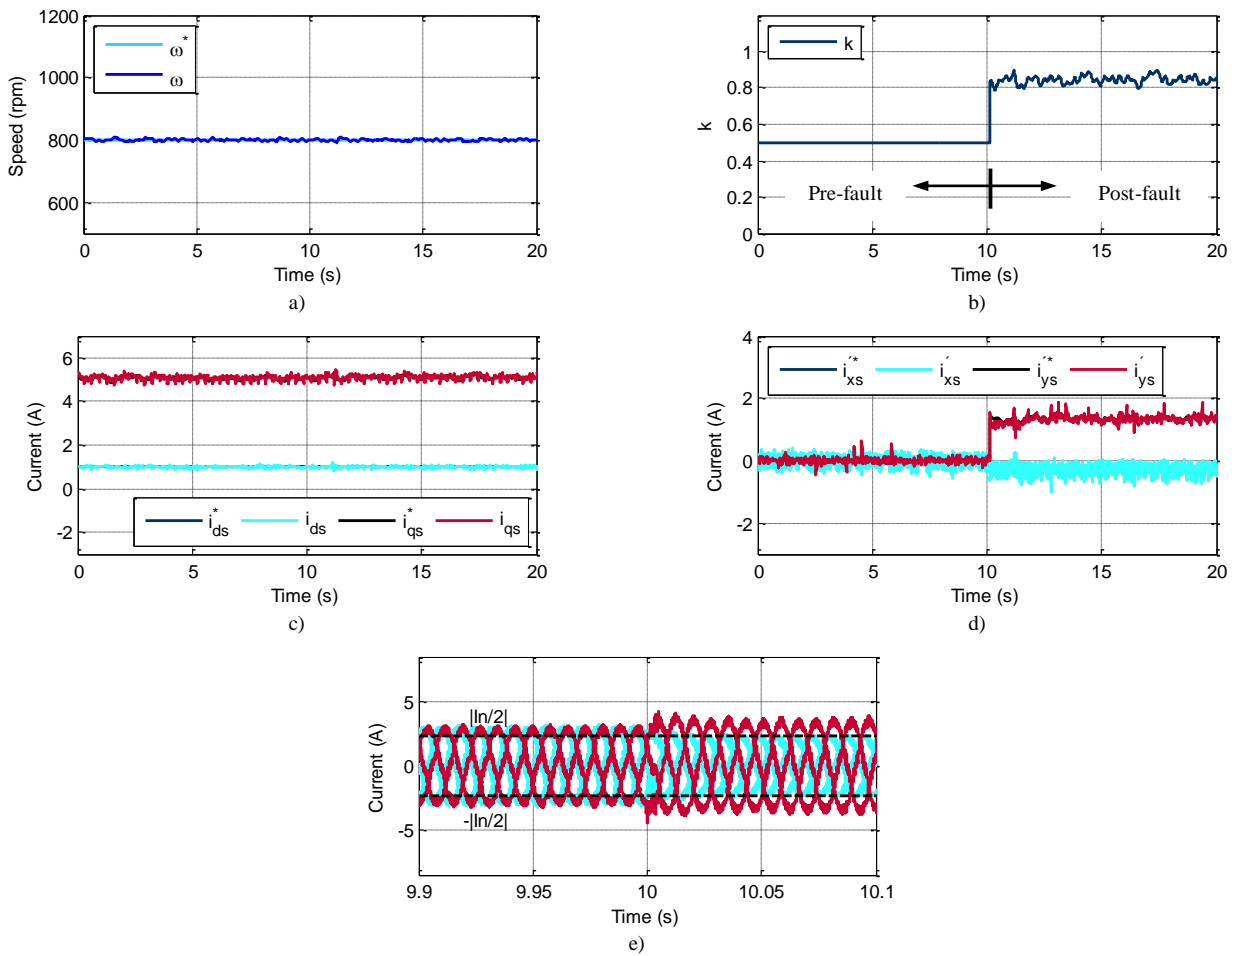 1200
1000
800
600
Speed (rpm)
ω*
ω
0 5 10 15 20
Time (s)
a)
1
0.8
0.6
0.4
0.2
0
k
k
Pre-fault
Post-fault
0 5 10 15 20
Time (s)
b)
6
4
2
0
-2
Current (A)
i*ds ids i*qs iqs
0 5 10 15 20
Time (s)
c)
4
2
0
-2
Current (A)
i´*xs i´xs i´*ys i´ys
0 5 10 15 20
Time (s)
d)
5
0
-5
Current (A)
|In/2|
-|In/2|
9.9 9.95 10 10.05 10.1
Time (s)
e)